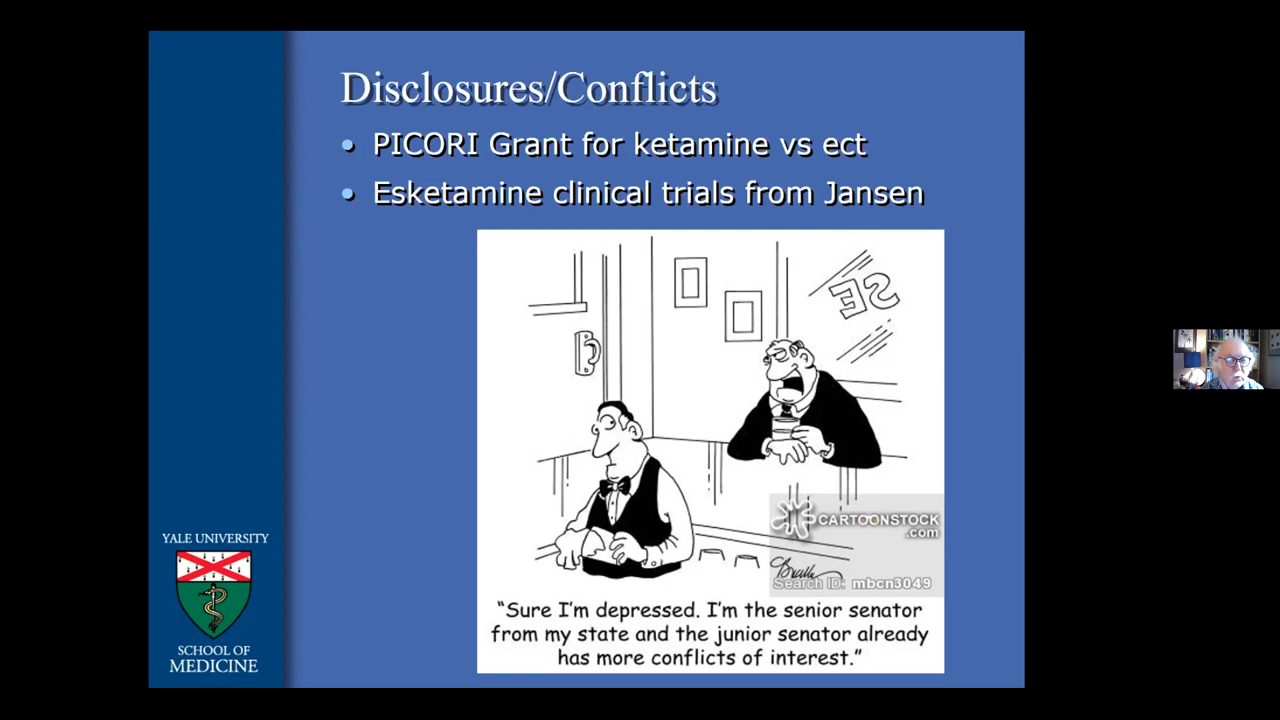 Disclosures/Conflicts
• PICORI Grant for ketamine vs ect
• Esketamine clinical trials from Jansen
SE
CARTOONSTOCK
.com
Search ID: mbcn3049
"Sure I'm depressed. I'm the senior senator
from my state and the junior senator already
has more conflicts of interest."
YALE UNIVERSITY
SCHOOL OF
MEDICINE